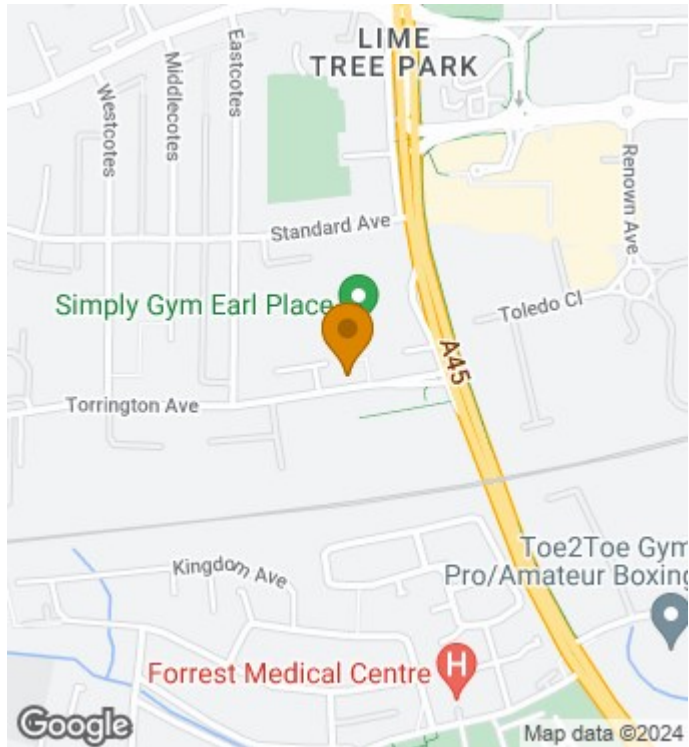 LIME
TREE PARK
Eastcotes
Middlecotes
Westcotes
Renown Ave
Standard Ave
Simply Gym Earl Place
Toledo Cl
A45
Torrington Ave
Toe2Toe Gym
Pro/Amateur Boxing
Kingdom Ave
Forrest Medical Centre
H
Google
Map data ©2024